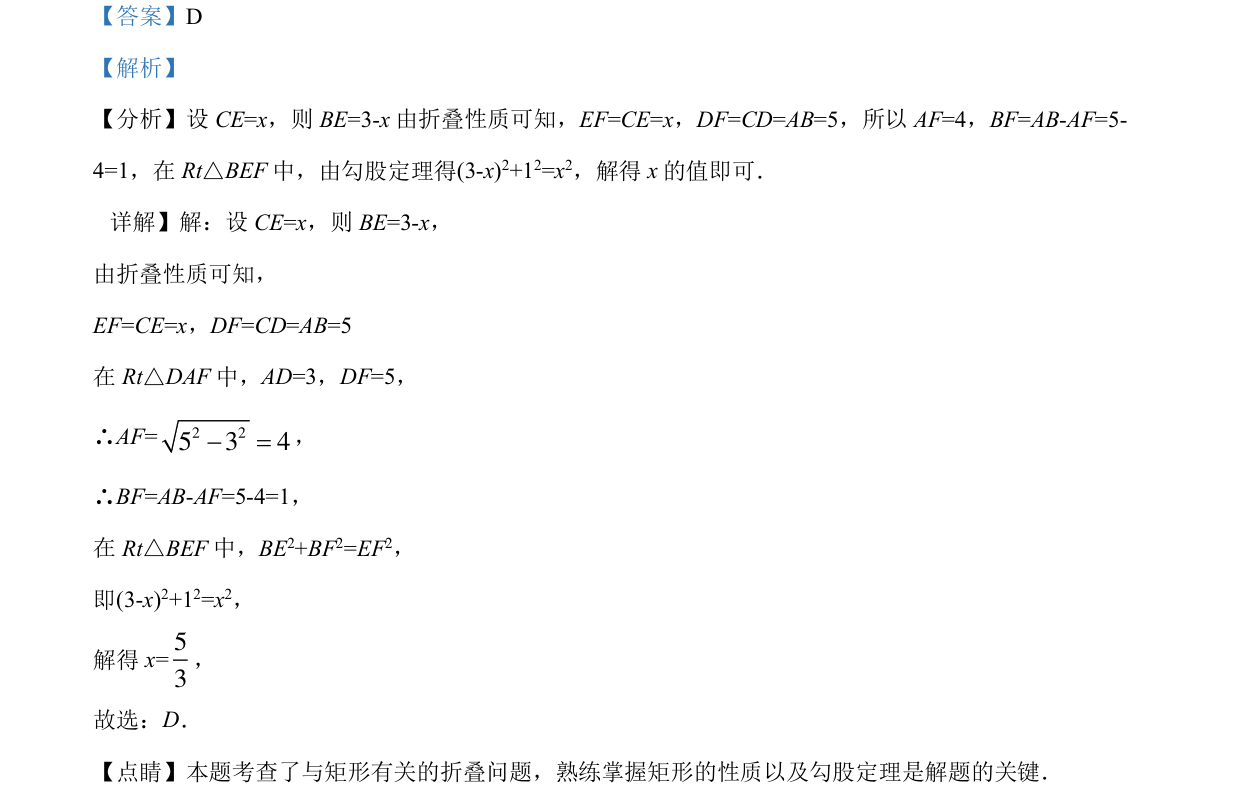 【答案】D
【解析】
【分析】设 CE=x，则 BE=3-x 由折叠性质可知，EF=CE=x，DF=CD=AB=5，所以 AF=4，BF=AB-AF=5-
4=1，在 Rt△BEF 中，由勾股定理得(3-x)²+1²=x²，解得 x 的值即可．
详解】解：设 CE=x，则 BE=3-x，
由折叠性质可知，
EF=CE=x，DF=CD=AB=5
在 Rt△DAF 中，AD=3，DF=5，
∴AF=√(5²－3²)=4，
∴BF=AB-AF=5-4=1，
在 Rt△BEF 中，BE²+BF²=EF²，
即(3-x)²+1²=x²，
解得 x=5/3，
故选：D．
【点睛】本题考查了与矩形有关的折叠问题，熟练掌握矩形的性质以及勾股定理是解题的关键．